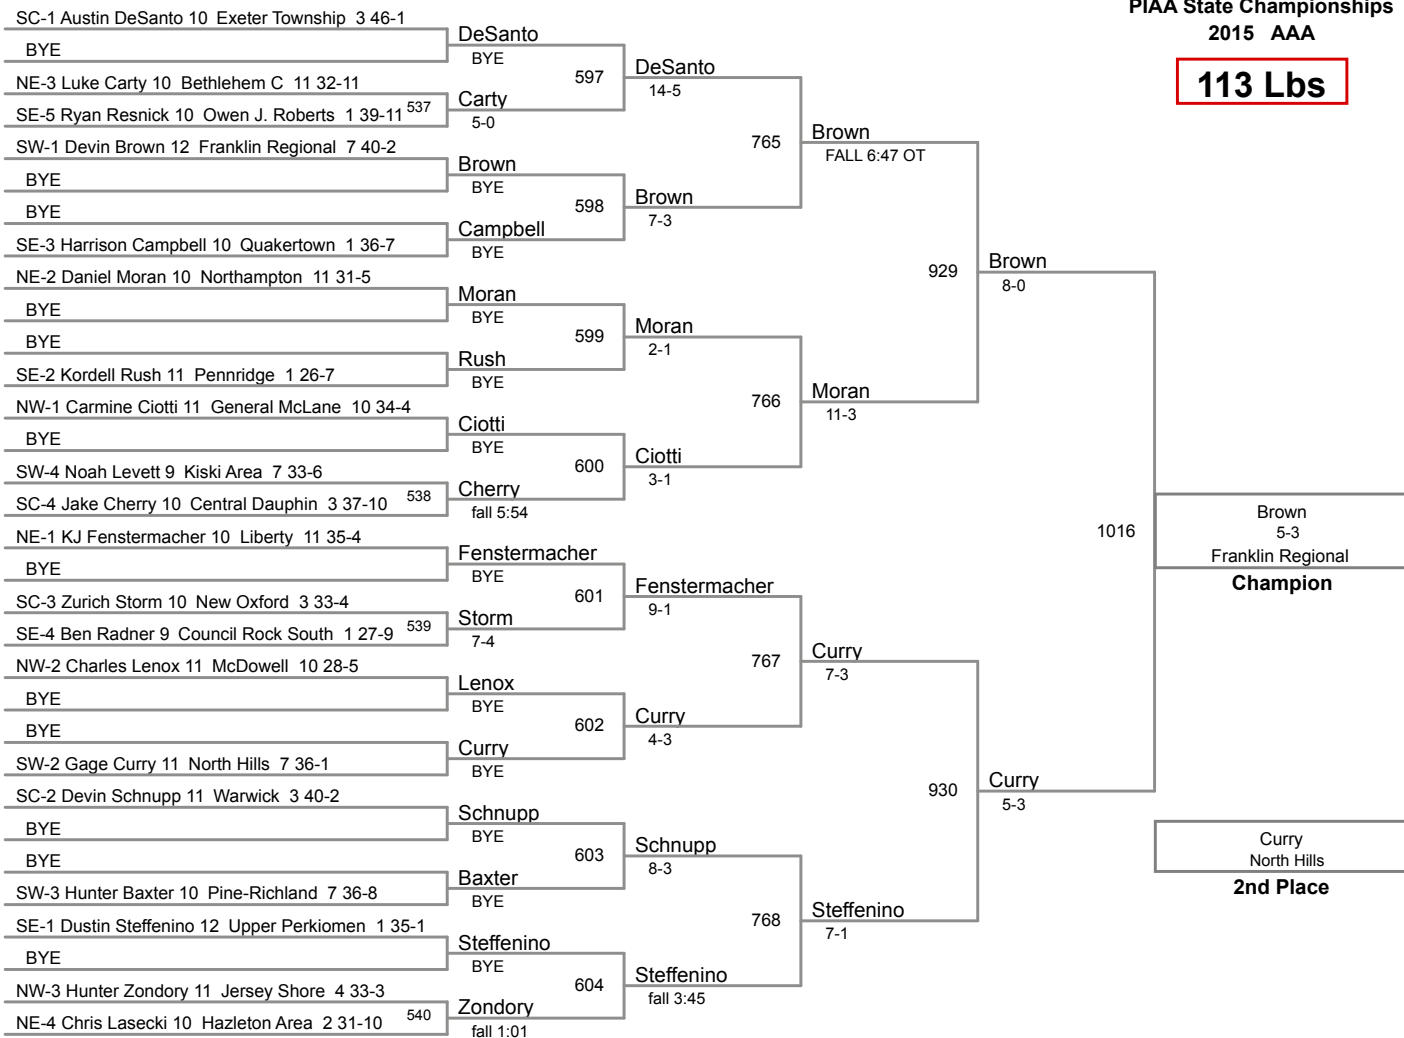 PIAA State Championships
2015 AAA
113 Lbs
SC-1 Austin DeSanto 10 Exeter Township 3 46-1
BYE
NE-3 Luke Carty 10 Bethlehem C 11 32-11
SE-5 Ryan Resnick 10 Owen J. Roberts 1 39-11
537
SW-1 Devin Brown 12 Franklin Regional 7 40-2
BYE
BYE
SE-3 Harrison Campbell 10 Quakertown 1 36-7
NE-2 Daniel Moran 10 Northampton 11 31-5
BYE
BYE
SE-2 Kordell Rush 11 Pennridge 1 26-7
NW-1 Carmine Ciotti 11 General McLane 10 34-4
BYE
SW-4 Noah Levett 9 Kiski Area 7 33-6
SC-4 Jake Cherry 10 Central Dauphin 3 37-10
538
NE-1 KJ Fenstermacher 10 Liberty 11 35-4
BYE
SC-3 Zurich Storm 10 New Oxford 3 33-4
SE-4 Ben Radner 9 Council Rock South 1 27-9
539
NW-2 Charles Lenox 11 McDowell 10 28-5
BYE
BYE
SW-2 Gage Curry 11 North Hills 7 36-1
SC-2 Devin Schnupp 11 Warwick 3 40-2
BYE
BYE
SW-3 Hunter Baxter 10 Pine-Richland 7 36-8
SE-1 Dustin Steffenino 12 Upper Perkiomen 1 35-1
BYE
NW-3 Hunter Zondory 11 Jersey Shore 4 33-3
NE-4 Chris Lasecki 10 Hazleton Area 2 31-10
540
DeSanto
BYE
597
Carty
5-0
Brown
BYE
598
Campbell
BYE
Moran
BYE
599
Rush
BYE
Ciotti
BYE
600
Cherry
fall 5:54
Fenstermacher
BYE
601
Storm
7-4
Lenox
BYE
602
Curry
BYE
Schnupp
BYE
603
Baxter
BYE
Steffenino
BYE
604
Zondory
fall 1:01
DeSanto
14-5
765
Brown
7-3
Moran
2-1
766
Ciotti
3-1
Fenstermacher
9-1
767
Curry
4-3
Schnupp
8-3
768
Steffenino
fall 3:45
Brown
FALL 6:47 OT
929
Moran
11-3
Curry
7-3
930
Steffenino
7-1
Brown
8-0
1016
Curry
5-3
Brown
5-3
Franklin Regional
Champion
Curry
North Hills
2nd Place